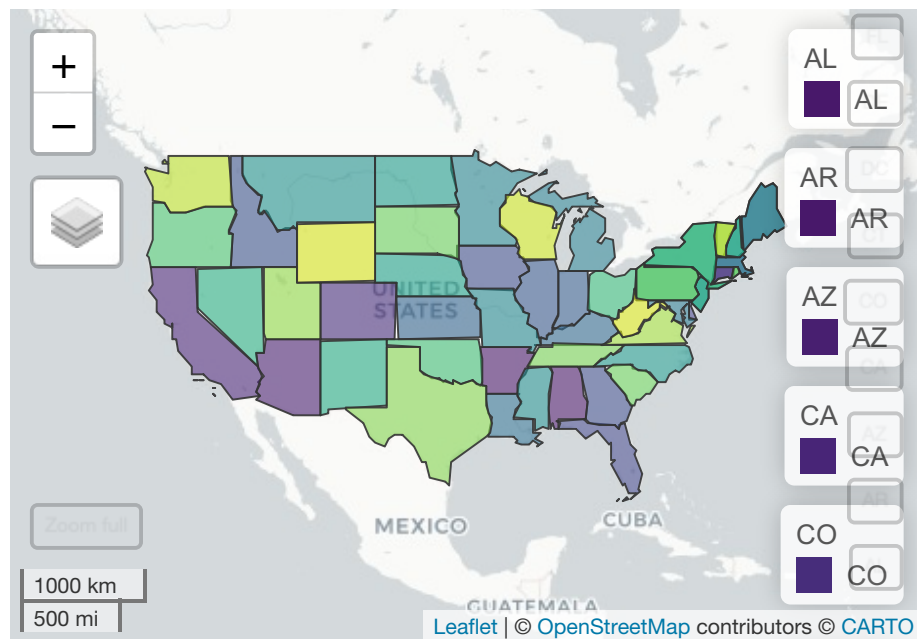 +
−
AL
AL
FL
DC
AR
AR
CT
AZ
CO
AZ
CA
CA
AZ
CA
AR
CO
CO
UNITED
STATES
MEXICO
CUBA
GUATEMALA
Zoom full
1000 km
500 mi
Leaflet | © OpenStreetMap contributors © CARTO